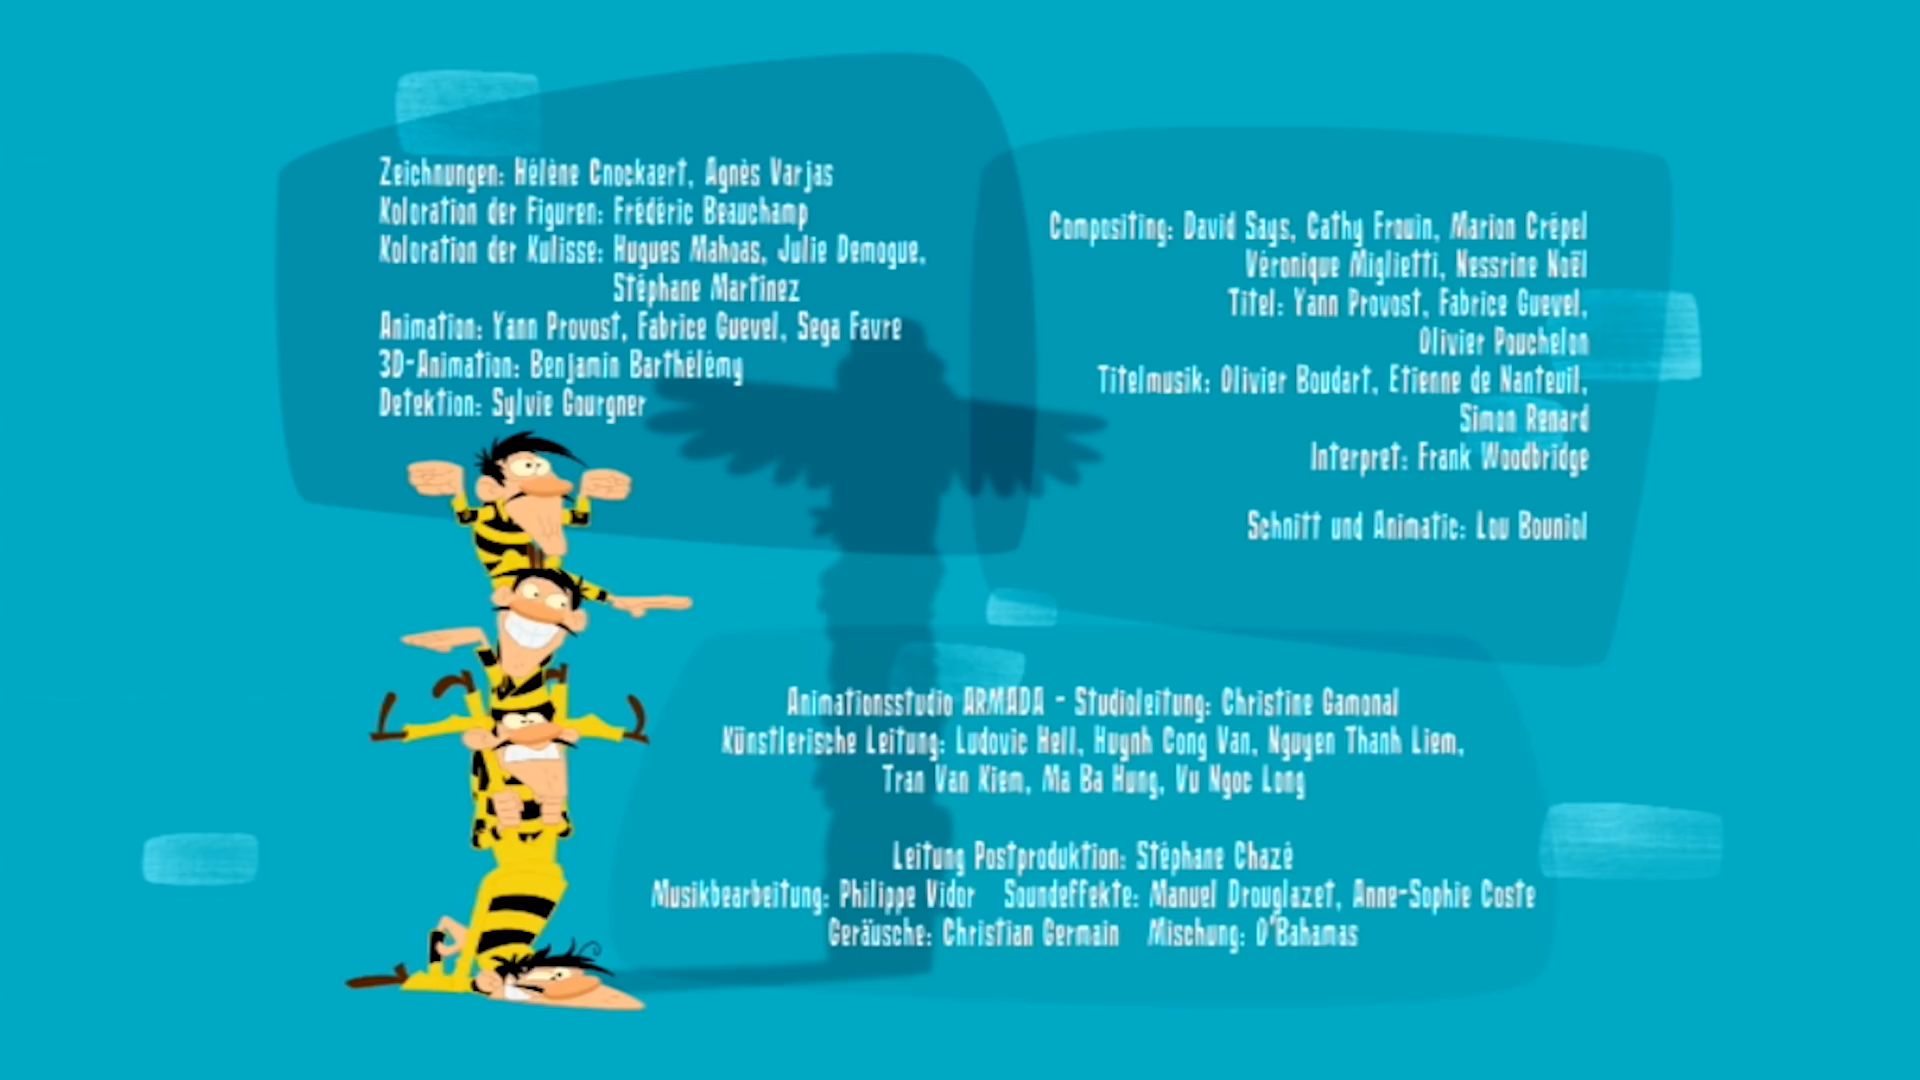 Zeichnungen: Hélène Cnockaert, Agnès Varjas
Koloration der Figuren: Frédéric Beauchamp
Koloration der Kulisse: Hugues Mahoas, Julie Demogue,
Stéphane Martinez
Animation: Yann Provost, Fabrice Guevel, Sega Favre
3D-Animation: Benjamin Barthélémy
Detektion: Sylvie Gourgner
Compositing: David Says, Cathy Frouin, Marion Crépel
Véronique Miglietti, Nessrine Noël
Titel: Yann Provost, Fabrice Guevel,
Olivier Pouchelon
Titelmusik: Olivier Boudart, Etienne de Nanteuil,
Simon Renard
Interpret: Frank Woodbridge
Schnitt und Animatic: Lou Bouniol
Animationsstudio ARMADA - Studioleitung: Christine Gamonal
Künstlerische Leitung: Ludovic Hell, Huynh Cong Van, Nguyen Thanh Liem,
Tran Van Kiem, Ma Ba Hung, Vu Ngoc Long
Leitung Postproduktion: Stéphane Chazé
Musikbearbeitung: Philippe Vidor Soundeffekte: Manuel Drouglazet, Anne-Sophie Coste
Geräusche: Christian Germain Mischung: O'Bahamas